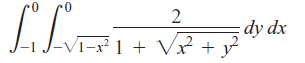 ∫_{-1}^{0} ∫_{-√(1-x²)}^{0} 2 / (1 + √(x² + y²)) dy dx